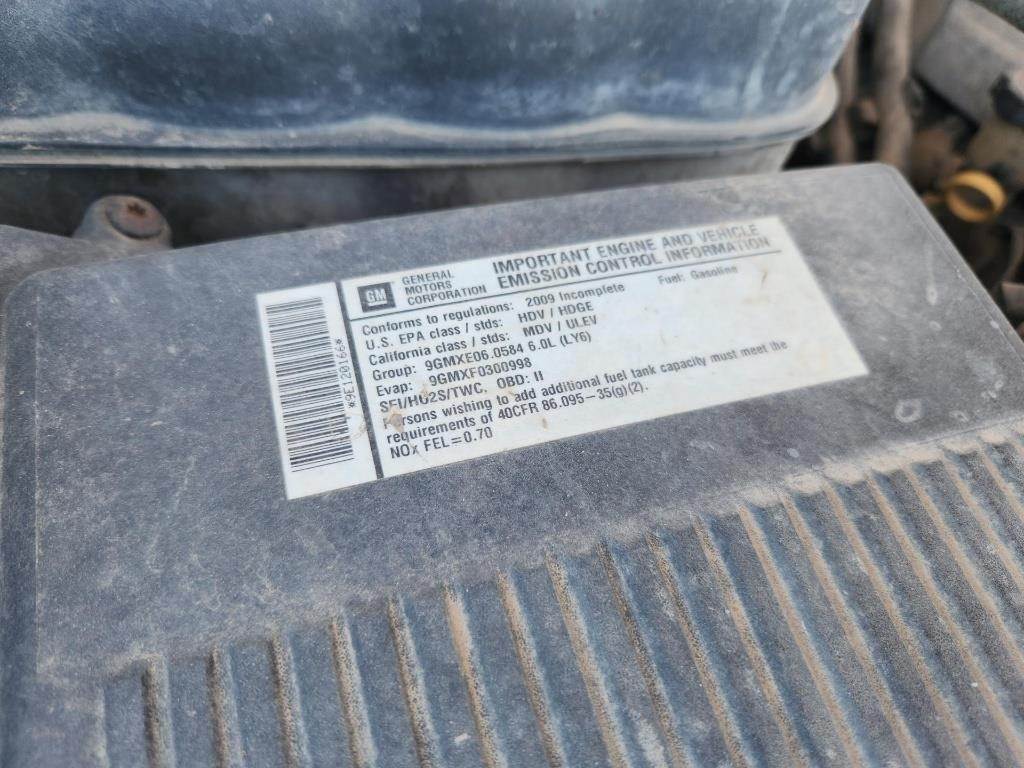 GM
GENERAL
MOTORS
CORPORATION
IMPORTANT ENGINE AND VEHICLE
EMISSION CONTROL INFORMATION
Conforms to regulations: 2009 Incomplete Fuel: Gasoline
U.S. EPA class / stds: HDV / HDGE
California class / stds: MDV / ULEV
Group: 9GMXE06.0584 6.0L (LY6)
Evap: 9GMXF0300998
SFI/HO2S/TWC, OBD: II
Persons wishing to add additional fuel tank capacity must meet the
requirements of 40CFR 86.095-35(g)(2).
NOx FEL=0.70
*9E120166*